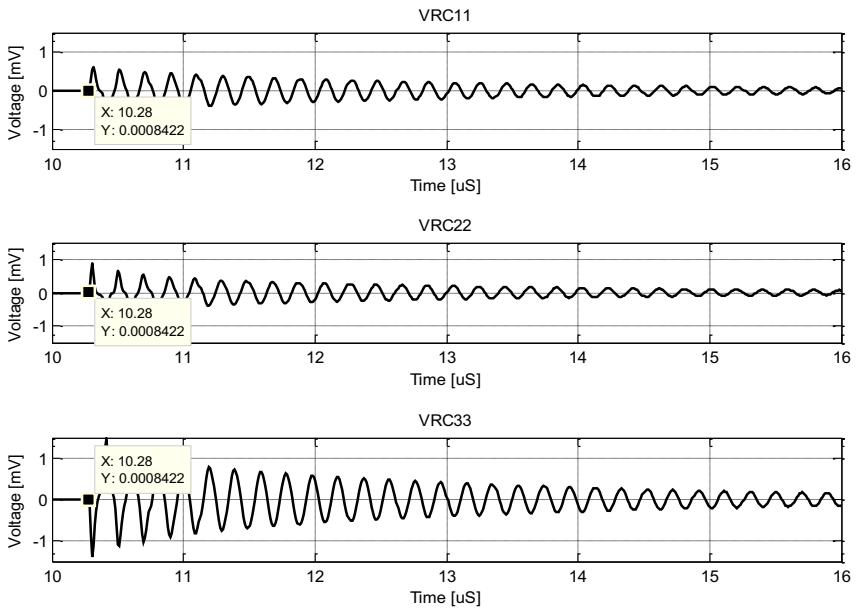 VRC11
Voltage [mV]
1
0
-1
X: 10.28
Y: 0.0008422
10 11 12 13 14 15 16
Time [uS]
VRC22
Voltage [mV]
1
0
-1
X: 10.28
Y: 0.0008422
10 11 12 13 14 15 16
Time [uS]
VRC33
Voltage [mV]
1
0
-1
X: 10.28
Y: 0.0008422
10 11 12 13 14 15 16
Time [uS]